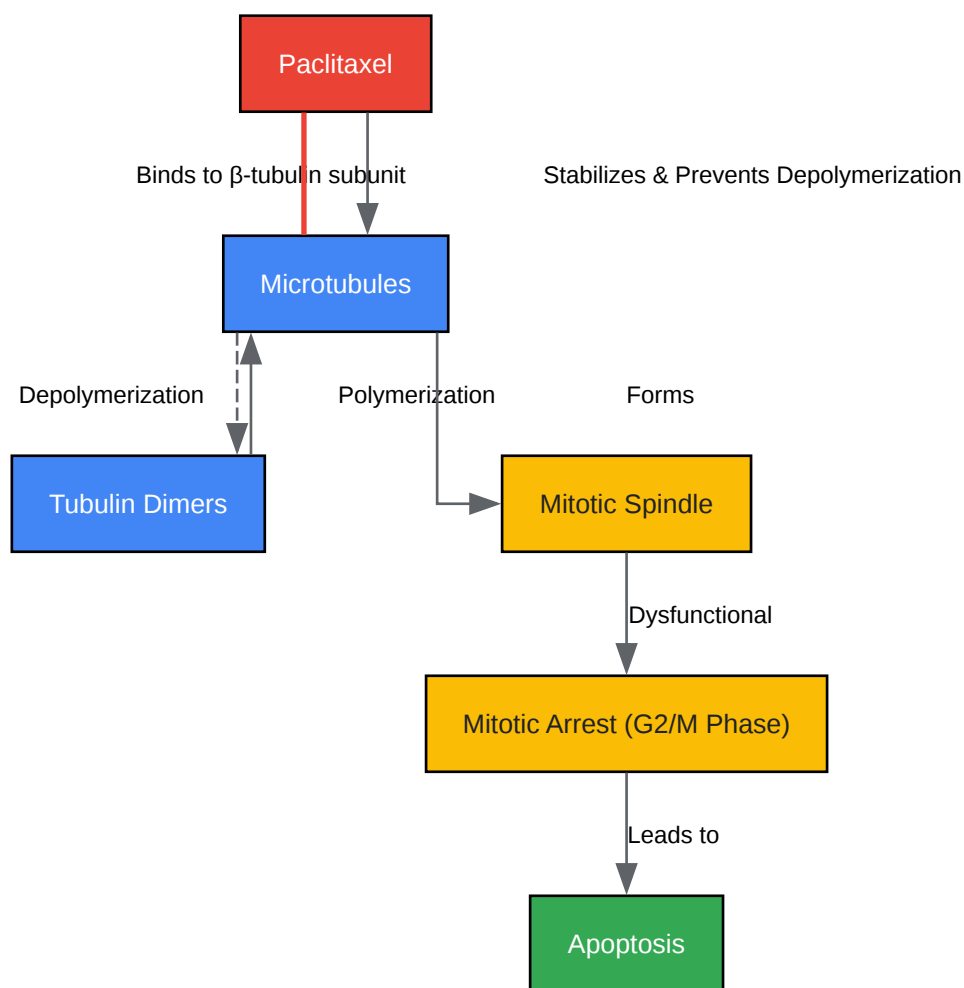 Paclitaxel
Binds to β-tubulin subunit
Stabilizes & Prevents Depolymerization
Microtubules
Depolymerization
Polymerization
Forms
Tubulin Dimers
Mitotic Spindle
Dysfunctional
Mitotic Arrest (G2/M Phase)
Leads to
Apoptosis